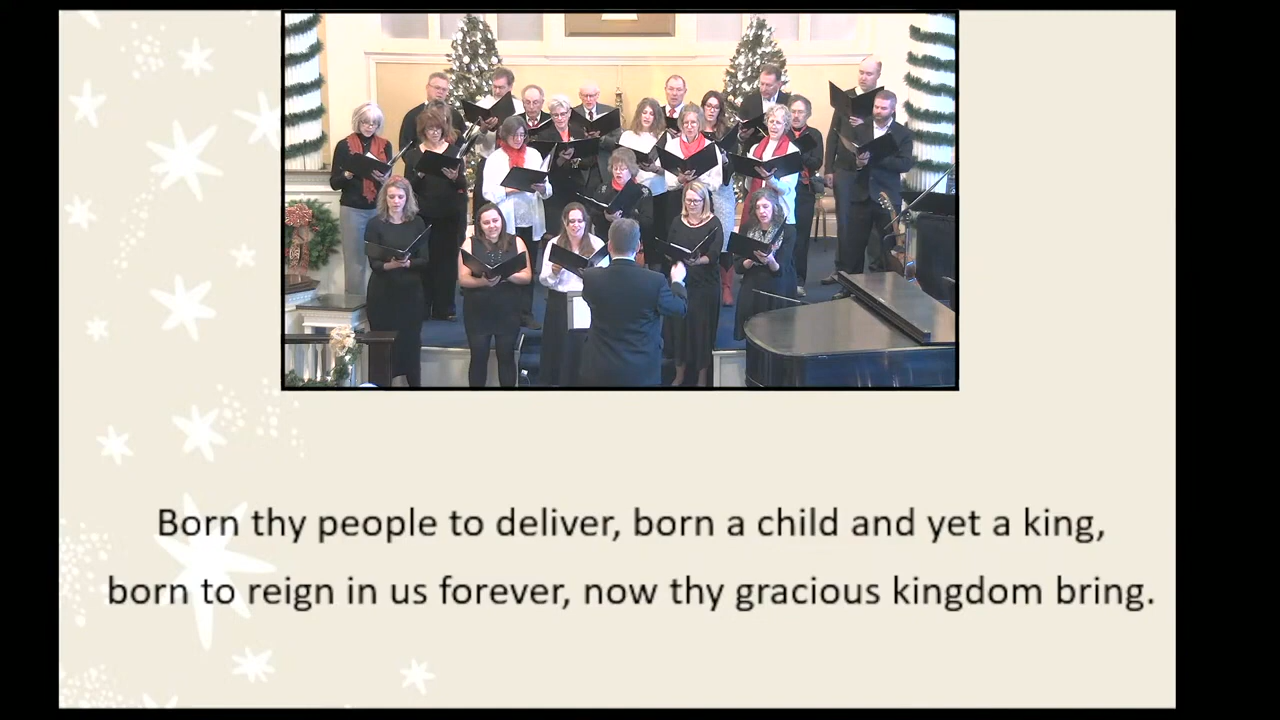 Born thy people to deliver, born a child and yet a king,
born to reign in us forever, now thy gracious kingdom bring.